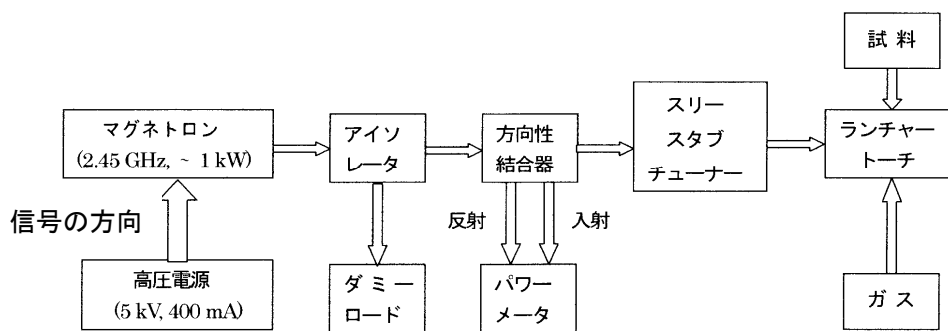 試 料
マグネトロン
(2.45 GHz, ~ 1 kW)
アイソ
レータ
方向性
結合器
スリー
スタブ
チューナー
ランチャー
トーチ
信号の方向
反射
入射
高圧電源
(5 kV, 400 mA)
ダ ミ ー
ロード
パワー
メータ
ガ ス